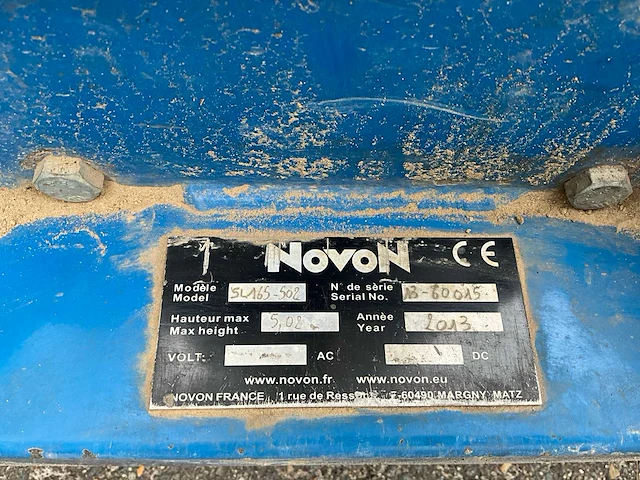 NOVON CE
Modèle
Model SL165-502
N° de série
Serial No. 13-60015
Hauteur max
Max height 5,02
Année
Year 2013
VOLT: AC DC
www.novon.fr www.novon.eu
NOVON FRANCE 1 rue de Ressons F-60490 MARGNY MATZ